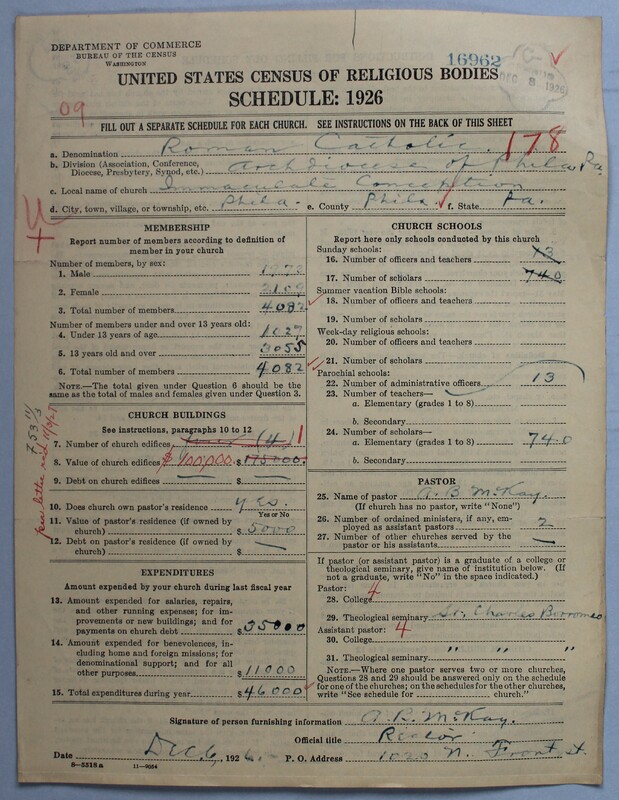 DEPARTMENT OF COMMERCE
BUREAU OF THE CENSUS
WASHINGTON
16962
DEC 8 1926
UNITED STATES CENSUS OF RELIGIOUS BODIES
SCHEDULE: 1926
09
FILL OUT A SEPARATE SCHEDULE FOR EACH CHURCH. SEE INSTRUCTIONS ON THE BACK OF THIS SHEET
178
a. Denomination Roman Catholic.
b. Division (Association, Conference, Diocese, Presbytery, Synod, etc.) Archdiocese of Phila Pa.
c. Local name of church Immaculate Conception
d. City, town, village, or township, etc. Phila. e. County Phila. f. State Pa.
MEMBERSHIP
Report number of members according to definition of member in your church
Number of members, by sex:
1. Male
2. Female
3. Total number of members 4082
Number of members under and over 13 years old:
4. Under 13 years of age 1027
5. 13 years old and over 3055
6. Total number of members 4082
NOTE.—The total given under Question 6 should be the same as the total of males and females given under Question 3.
CHURCH BUILDINGS
See instructions, paragraphs 10 to 12
7. Number of church edifices (4) 1
8. Value of church edifices $400,000. $175000.
9. Debt on church edifices $ —
10. Does church own pastor's residence yes
Yes or No
11. Value of pastor's residence (if owned by church) $5000
12. Debt on pastor's residence (if owned by church) $ —
EXPENDITURES
Amount expended by your church during last fiscal year
13. Amount expended for salaries, repairs, and other running expenses; for improvements or new buildings; and for payments on church debt $35000
14. Amount expended for benevolences, including home and foreign missions; for denominational support; and for all other purposes $11000
15. Total expenditures during year $46000
CHURCH SCHOOLS
Report here only schools conducted by this church
Sunday schools:
16. Number of officers and teachers 13
17. Number of scholars 740
Summer vacation Bible schools:
18. Number of officers and teachers
19. Number of scholars
Week-day religious schools:
20. Number of officers and teachers
21. Number of scholars
Parochial schools:
22. Number of administrative officers 13
23. Number of teachers—
a. Elementary (grades 1 to 8)
b. Secondary
24. Number of scholars—
a. Elementary (grades 1 to 8) 740
b. Secondary
PASTOR
25. Name of pastor A. B. McKay.
(If church has no pastor, write "None")
26. Number of ordained ministers, if any, employed as assistant pastors 2
27. Number of other churches served by the pastor or his assistants —
If pastor (or assistant pastor) is a graduate of a college or theological seminary, give name of institution below. (If not a graduate, write "No" in the space indicated.)
Pastor:
28. College 4
29. Theological seminary St. Charles Borromeo
Assistant pastor: 4
30. College
31. Theological seminary " " "
NOTE.—Where one pastor serves two or more churches, Questions 28 and 29 should be answered only on the schedule for one of the churches; on the schedules for the other churches, write "See schedule for church."
Signature of person furnishing information A. B. McKay.
Official title Rector
Date Dec 6, 1926 P. O. Address 1020 N. Front St.
8-5518a 11-9054